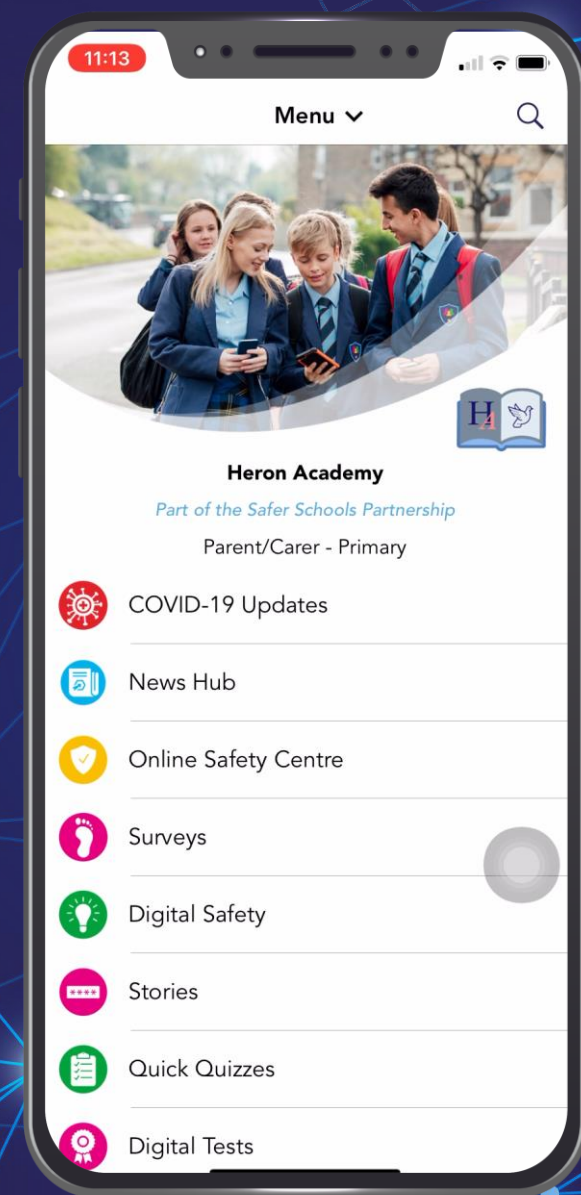 11:13
Menu
HA
Heron Academy
Part of the Safer Schools Partnership
Parent/Carer - Primary
COVID-19 Updates
News Hub
Online Safety Centre
Surveys
Digital Safety
Stories
****
Quick Quizzes
Digital Tests